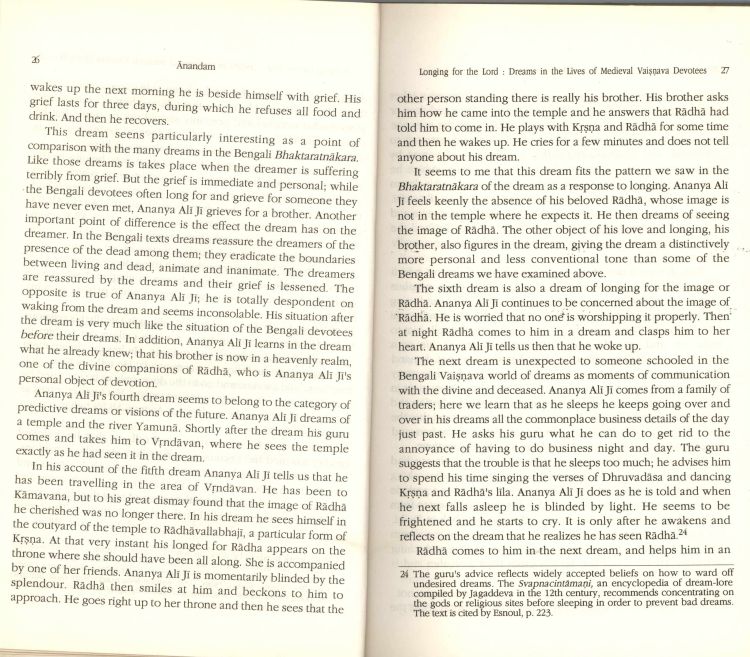 26
Ānandam
wakes up the next morning he is beside himself with grief. His
grief lasts for three days, during which he refuses all food and
drink. And then he recovers.
This dream seens particularly interesting as a point of
comparison with the many dreams in the Bengali Bhaktaratnākara.
Like those dreams is takes place when the dreamer is suffering
terribly from grief. But the grief is immediate and personal; while
the Bengali devotees often long for and grieve for someone they
have never even met, Ananya Alī Jī grieves for a brother. Another
important point of difference is the effect the dream has on the
dreamer. In the Bengali texts dreams reassure the dreamers of the
presence of the dead among them; they eradicate the boundaries
between living and dead, animate and inanimate. The dreamers
are reassured by the dreams and their grief is lessened. The
opposite is true of Ananya Alī Jī; he is totally despondent on
waking from the dream and seems inconsolable. His situation after
the dream is very much like the situation of the Bengali devotees
before their dreams. In addition, Ananya Alī Jī learns in the dream
what he already knew; that his brother is now in a heavenly realm,
one of the divine companions of Rādhā, who is Ananya Alī Jī's
personal object of devotion.
Ananya Alī Jī's fourth dream seems to belong to the category of
predictive dreams or visions of the future. Ananya Alī Jī dreams of
a temple and the river Yamunā. Shortly after the dream his guru
comes and takes him to Vṛndāvan, where he sees the temple
exactly as he had seen it in the dream.
In his account of the fitfth dream Ananya Alī Jī tells us that he
has been travelling in the area of Vṛndāvan. He has been to
Kāmavana, but to his great dismay found that the image of Rādhā
he cherished was no longer there. In his dream he sees himself in
the coutyard of the temple to Rādhāvallabhajī, a particular form of
Kṛṣṇa. At that very instant his longed for Rādha appears on the
throne where she should have been all along. She is accompanied
by one of her friends. Ananya Alī Jī is momentarily blinded by the
splendour. Rādhā then smiles at him and beckons to him to
approach. He goes right up to her throne and then he sees that the
Longing for the Lord : Dreams in the Lives of Medieval Vaiṣṇava Devotees 27
other person standing there is really his brother. His brother asks
him how he came into the temple and he answers that Rādhā had
told him to come in. He plays with Kṛṣṇa and Rādhā for some time
and then he wakes up. He cries for a few minutes and does not tell
anyone about his dream.
It seems to me that this dream fits the pattern we saw in the
Bhaktaratnākara of the dream as a response to longing. Ananya Alī
Jī feels keenly the absence of his beloved Rādhā, whose image is
not in the temple where he expects it. He then dreams of seeing
the image of Rādhā. The other object of his love and longing, his
brother, also figures in the dream, giving the dream a distinctively
more personal and less conventional tone than some of the
Bengali dreams we have examined above.
The sixth dream is also a dream of longing for the image or
Rādhā. Ananya Alī Jī continues to be concerned about the image of
Rādhā. He is worried that no one is worshipping it properly. Then
at night Rādhā comes to him in a dream and clasps him to her
heart. Ananya Alī Jī tells us then that he woke up.
The next dream is unexpected to someone schooled in the
Bengali Vaiṣṇava world of dreams as moments of communication
with the divine and deceased. Ananya Alī Jī comes from a family of
traders; here we learn that as he sleeps he keeps going over and
over in his dreams all the commonplace business details of the day
just past. He asks his guru what he can do to get rid to the
annoyance of having to do business night and day. The guru
suggests that the trouble is that he sleeps too much; he advises him
to spend his time singing the verses of Dhruvadāsa and dancing
Kṛṣṇa and Rādhā's līla. Ananya Alī Jī does as he is told and when
he next falls asleep he is blinded by light. He seems to be
frightened and he starts to cry. It is only after he awakens and
reflects on the dream that he realizes he has seen Rādhā.24
Rādhā comes to him in the next dream, and helps him in an
24 The guru's advice reflects widely accepted beliefs on how to ward off
undesired dreams. The Svapnacintāmaṇi, an encyclopedia of dream-lore
compiled by Jagaddeva in the 12th century, recommends concentrating on
the gods or religious sites before sleeping in order to prevent bad dreams.
The text is cited by Esnoul, p. 223.